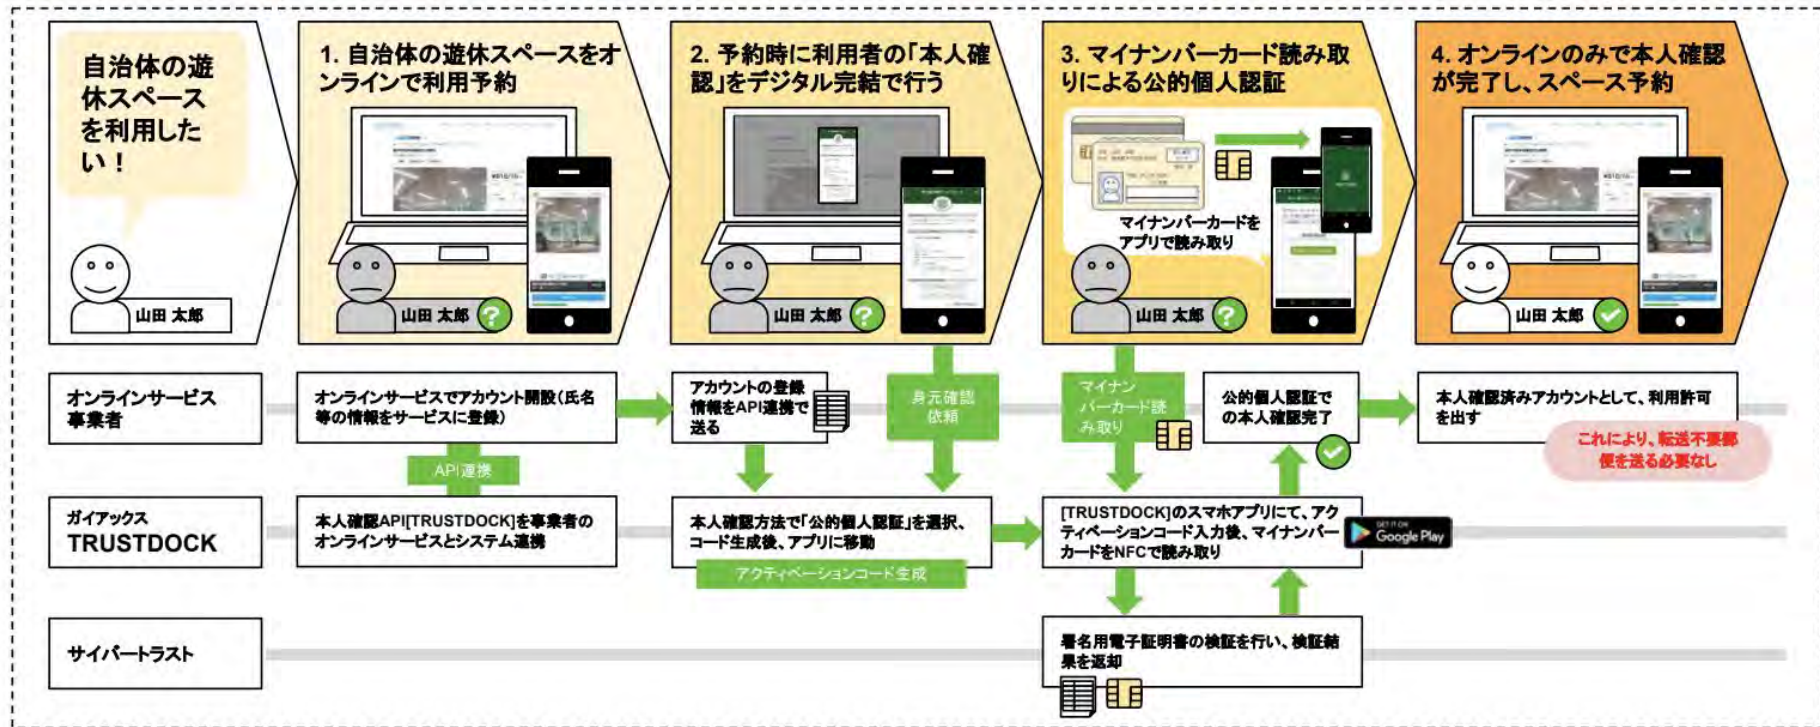 自治体の遊
休スペース
を利用した
い！
山田 太郎
1. 自治体の遊休スペースをオ
ンラインで利用予約
山田 太郎
?
2. 予約時に利用者の「本人確
認」をデジタル完結で行う
山田 太郎
?
3. マイナンバーカード読み取
りによる公的個人認証
マイナンバーカードを
アプリで読み取り
山田 太郎
?
4. オンラインのみで本人確認
が完了し、スペース予約
山田 太郎
オンラインサービス
事業者
オンラインサービスでアカウント開設（氏名
等の情報をサービスに登録）
アカウントの登録
情報をAPI連携で
送る
身元確認
依頼
マイナン
バーカード読
み取り
公的個人認証で
の本人確認完了
本人確認済みアカウントとして、利用許可
を出す
これにより、転送不要郵
便を送る必要なし
API連携
ガイアックス
TRUSTDOCK
本人確認API[TRUSTDOCK]を事業者の
オンラインサービスとシステム連携
本人確認方法で「公的個人認証」を選択、
コード生成後、アプリに移動
アクティベーションコード生成
[TRUSTDOCK]のスマホアプリにて、アク
ティベーションコード入力後、マイナンバー
カードをNFCで読み取り
GET IT ON
Google Play
サイバートラスト
署名用電子証明書の検証を行い、検証結
果を返却